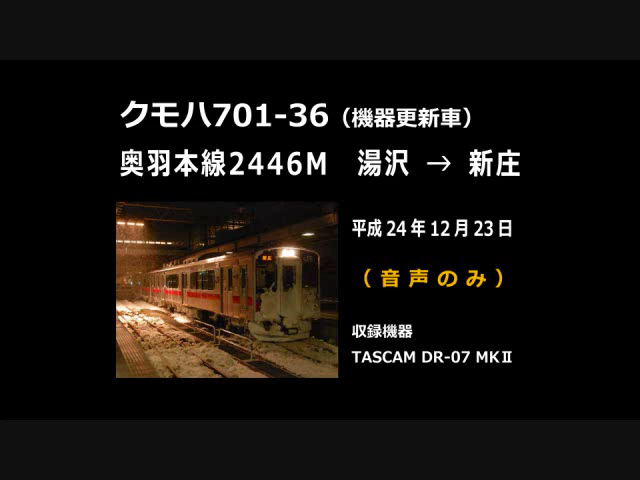 クモハ701-36（機器更新車）
奥羽本線2446M　湯沢 → 新庄
平成24年12月23日
（音声のみ）
収録機器
TASCAM DR-07 MKⅡ